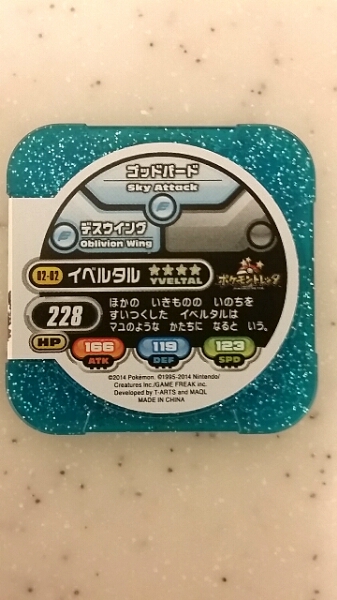 ゴッドバード
Sky Attack
デスウイング
Oblivion Wing
02-02 イベルタル ★★★★
YVELTAL
ポケモントレッタ
228
HP
ほかの いきものの いのちを
すいつくした イベルタルは
マユのような かたちに なると いう。
166 119 123
ATK DEF SPD
©2014 Pokémon. ©1995-2014 Nintendo/
Creatures Inc./GAME FREAK inc.
Developed by T-ARTS and MAQL
MADE IN CHINA